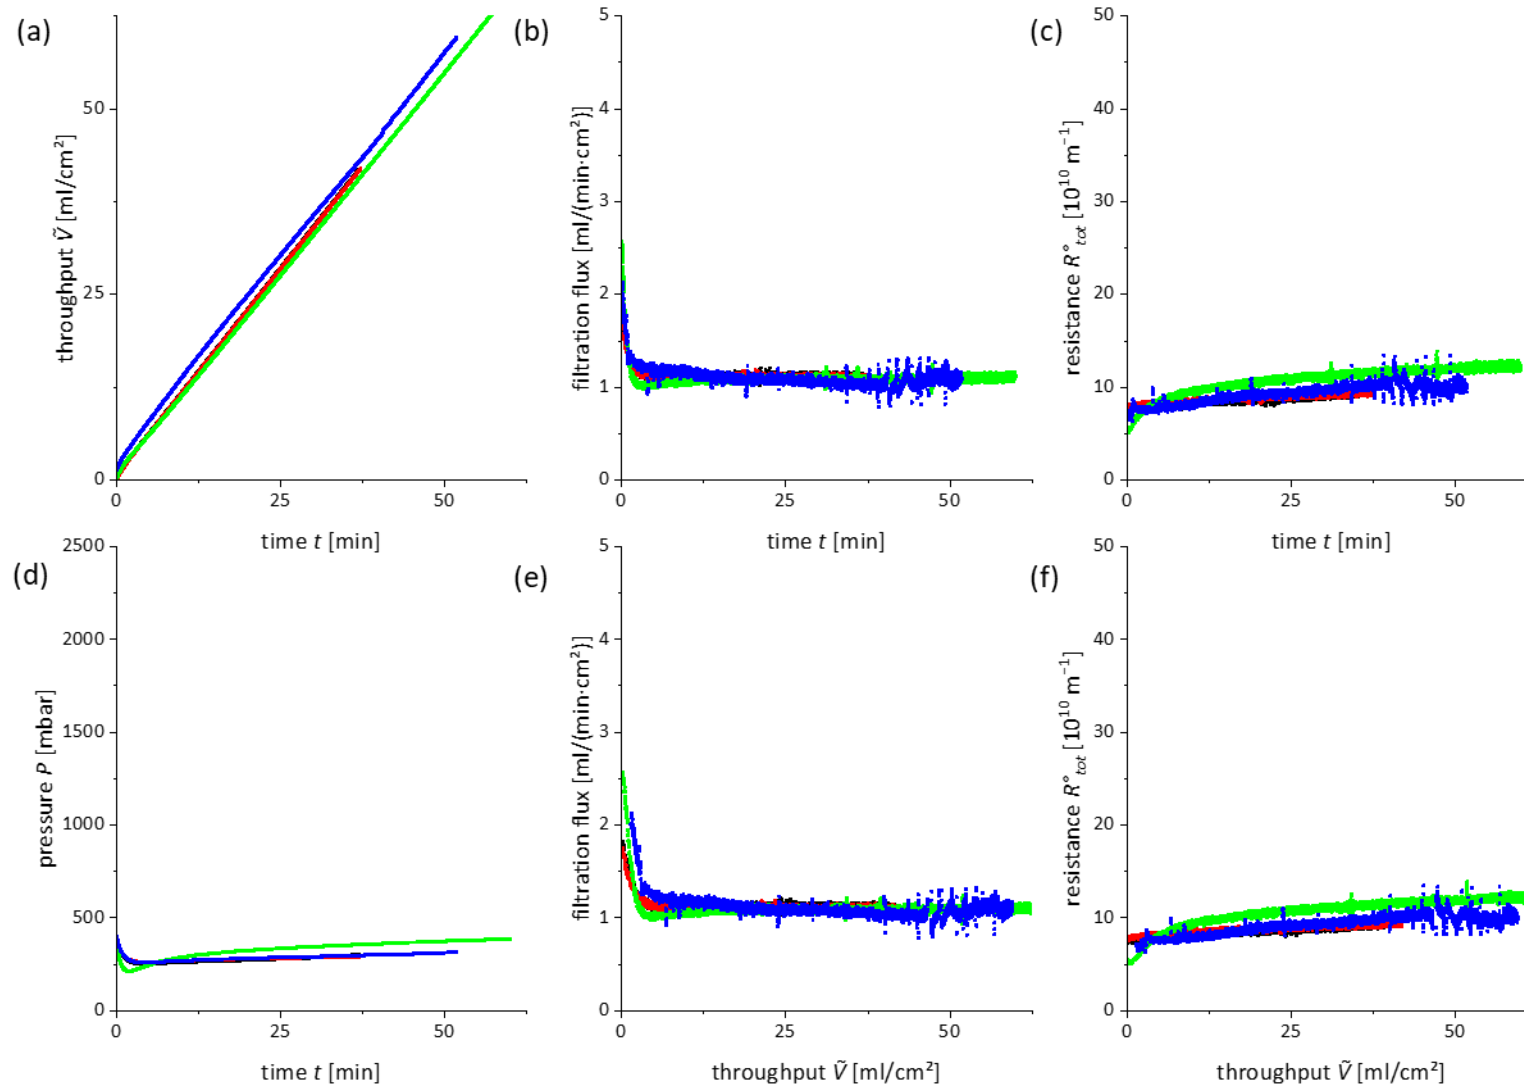 (a)
throughput Ṽ [ml/cm²]
50
25
0
0
25
50
time t [min]
(b)
filtration flux [ml/(min·cm²)]
5
4
3
2
1
0
0
25
50
time t [min]
(c)
resistance R°tot [10¹⁰ m⁻¹]
50
40
30
20
10
0
0
25
50
time t [min]
(d)
pressure P [mbar]
2500
2000
1500
1000
500
0
0
25
50
time t [min]
(e)
filtration flux [ml/(min·cm²)]
5
4
3
2
1
0
0
25
50
throughput Ṽ [ml/cm²]
(f)
resistance R°tot [10¹⁰ m⁻¹]
50
40
30
20
10
0
0
25
50
throughput Ṽ [ml/cm²]